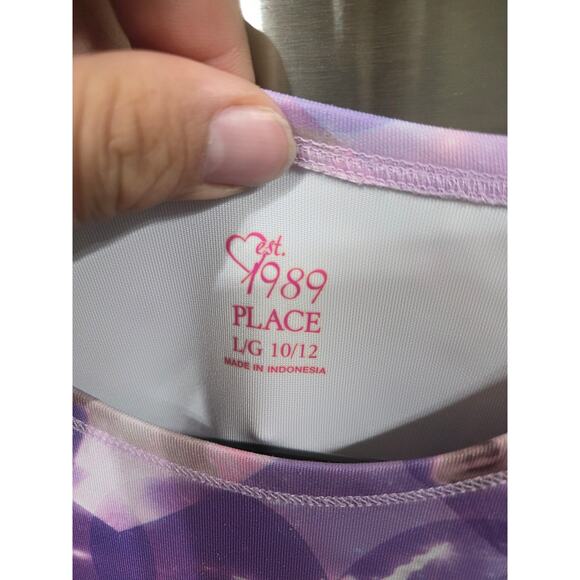 est.
1989
PLACE
L/G 10/12
MADE IN INDONESIA